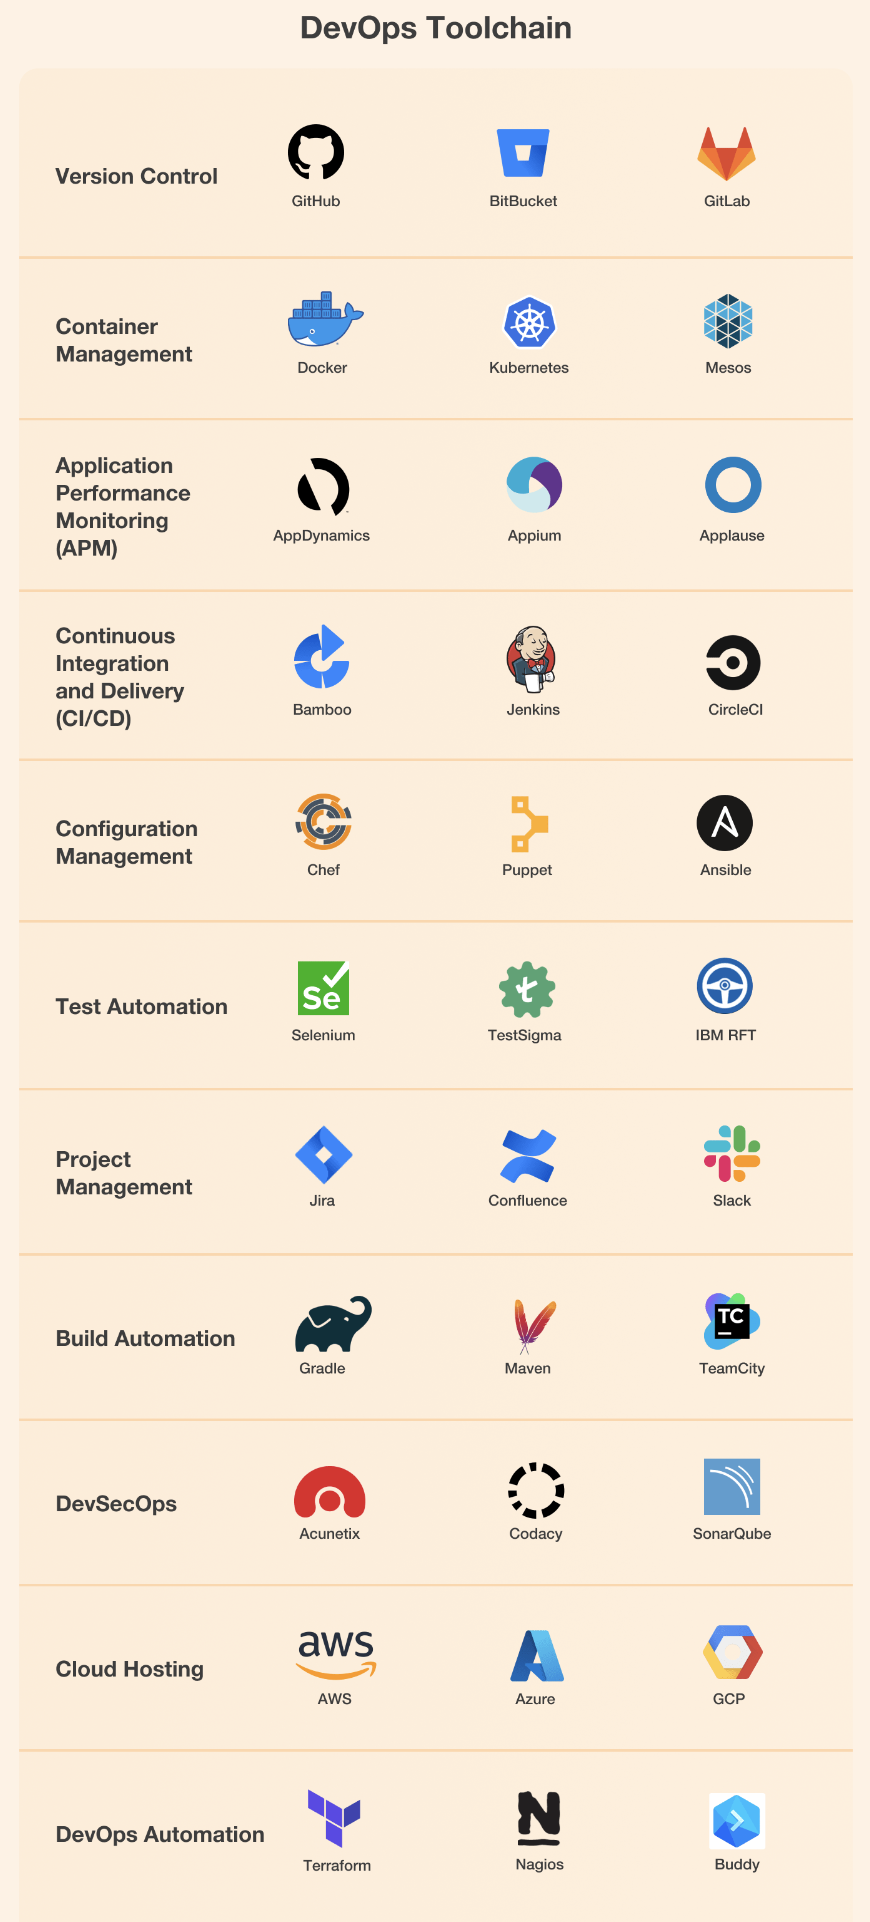 DevOps Toolchain
Version Control
GitHub
BitBucket
GitLab
Container
Management
Docker
Kubernetes
Mesos
Application
Performance
Monitoring
(APM)
AppDynamics
Appium
Applause
Continuous
Integration
and Delivery
(CI/CD)
Bamboo
Jenkins
CircleCI
Configuration
Management
Chef
Puppet
Ansible
Test Automation
Se
Selenium
t
TestSigma
IBM RFT
Project
Management
Jira
Confluence
Slack
Build Automation
Gradle
Maven
TC
TeamCity
DevSecOps
Acunetix
Codacy
SonarQube
Cloud Hosting
aws
AWS
Azure
GCP
DevOps Automation
Terraform
N
Nagios
Buddy